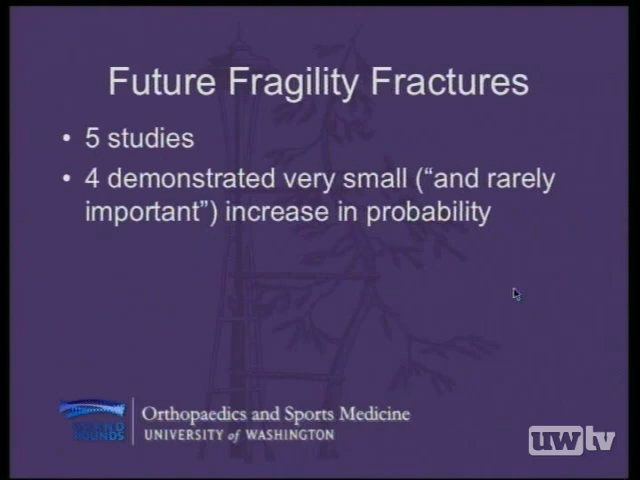 Future Fragility Fractures
• 5 studies
• 4 demonstrated very small (“and rarely
important”) increase in probability
Orthopaedics and Sports Medicine
UNIVERSITY of WASHINGTON
ROUNDS
uwtv